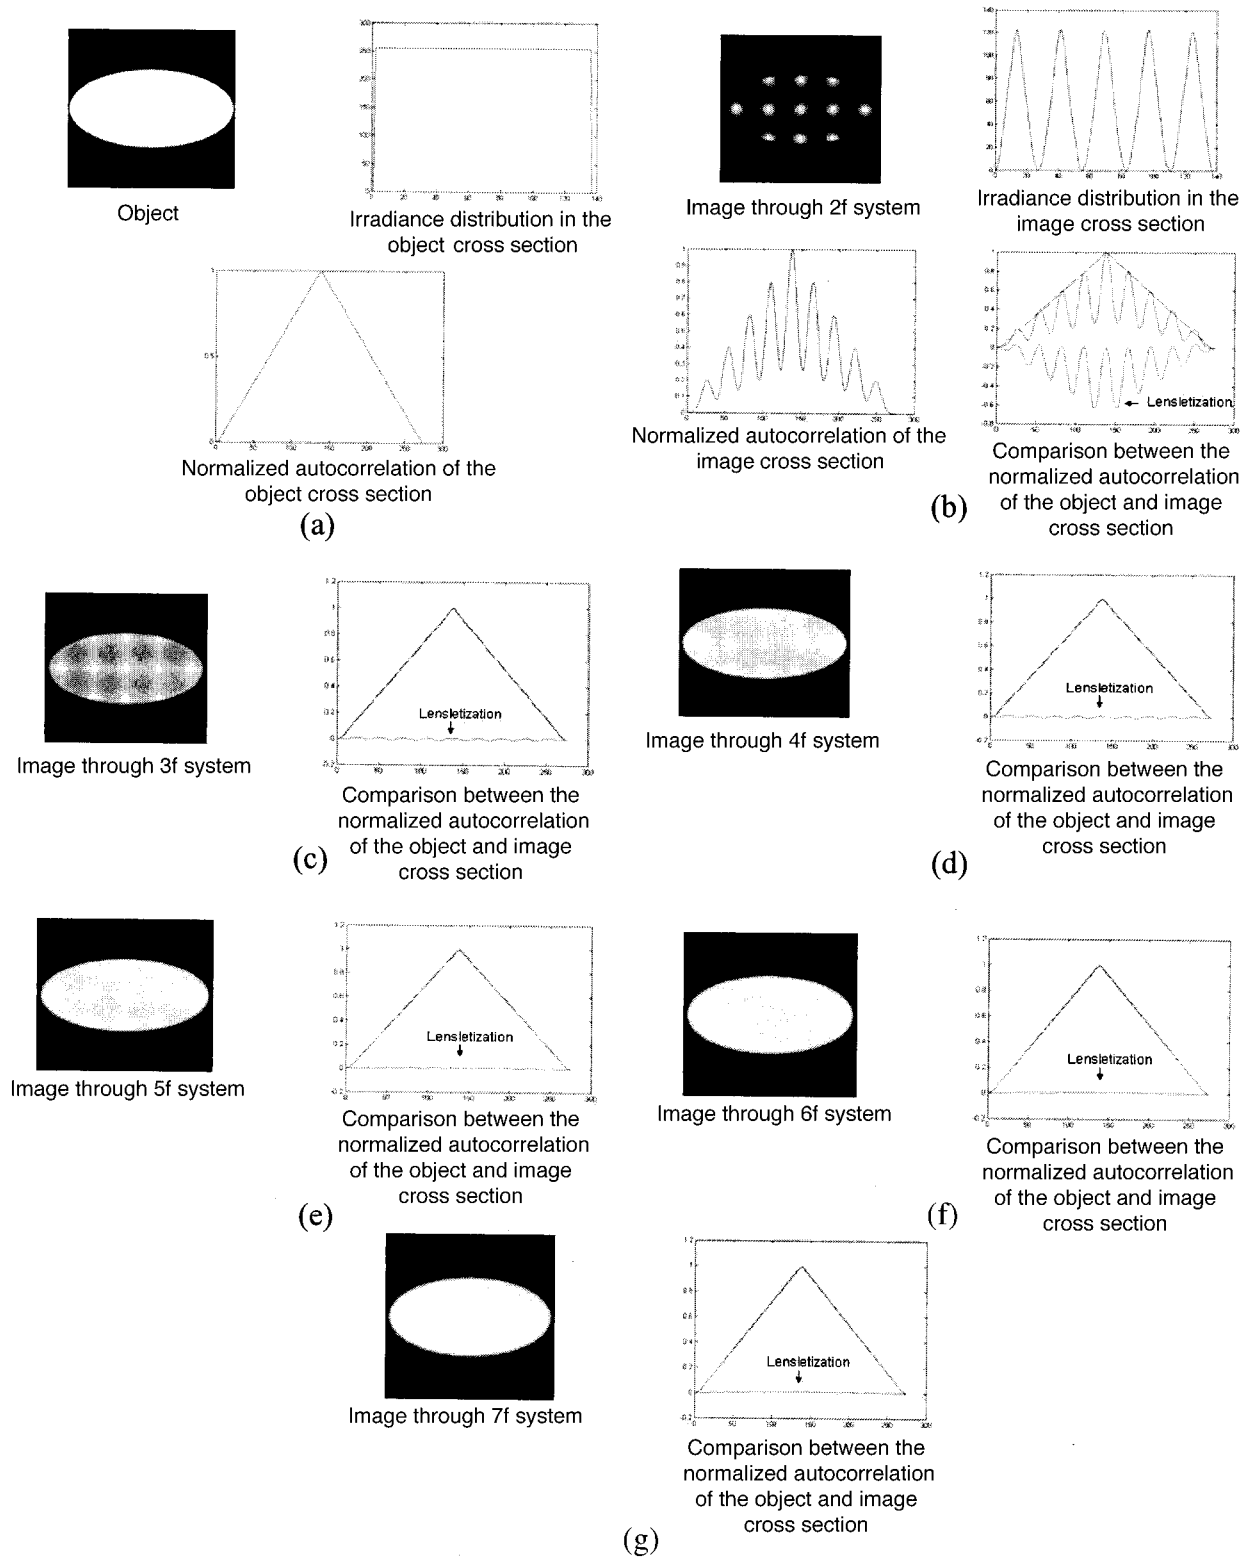 Object
Irradiance distribution in the
object cross section
Normalized autocorrelation of the
object cross section
(a)
Image through 2f system
Irradiance distribution in the
image cross section
Normalized autocorrelation of the
image cross section
Lensletization
Comparison between the
normalized autocorrelation
of the object and image
cross section
(b)
Image through 3f system
Lensletization
Comparison between the
normalized autocorrelation
of the object and image
cross section
(c)
Image through 4f system
Lensletization
Comparison between the
normalized autocorrelation
of the object and image
cross section
(d)
Image through 5f system
Lensletization
Comparison between the
normalized autocorrelation
of the object and image
cross section
(e)
Image through 6f system
Lensletization
Comparison between the
normalized autocorrelation
of the object and image
cross section
(f)
Image through 7f system
Lensletization
Comparison between the
normalized autocorrelation
of the object and image
cross section
(g)